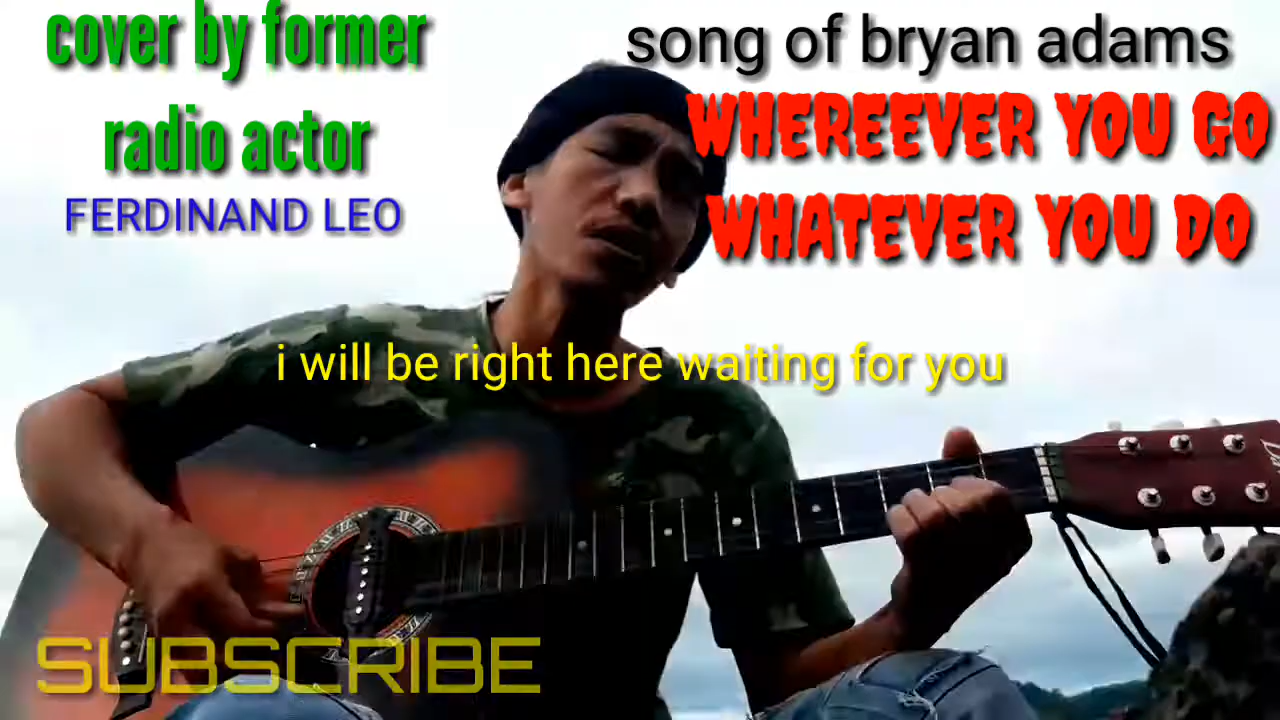 cover by former
radio actor
FERDINAND LEO
song of bryan adams
WHEREEVER YOU GO
WHATEVER YOU DO
i will be right here waiting for you
SUBSCRIBE